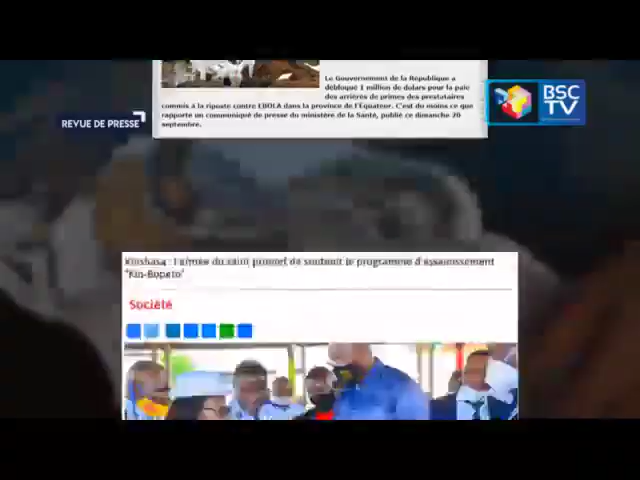 Le Gouvernement de la République a
débloqué 1 million de dolars pour la paie
des arriérés de primes des prestataires
commis à la riposte contre EBOLA dans la province de l'Équateur. C'est du moins ce que
rapporte un communiqué de presse du ministère de la Santé, publié ce dimanche 20
septembre.
BSC
TV
REVUE DE PRESSE
Kinshasa : l'armée du salut promet de soutenir le programme d'assainissement
"Kin-Bopeto"
Société